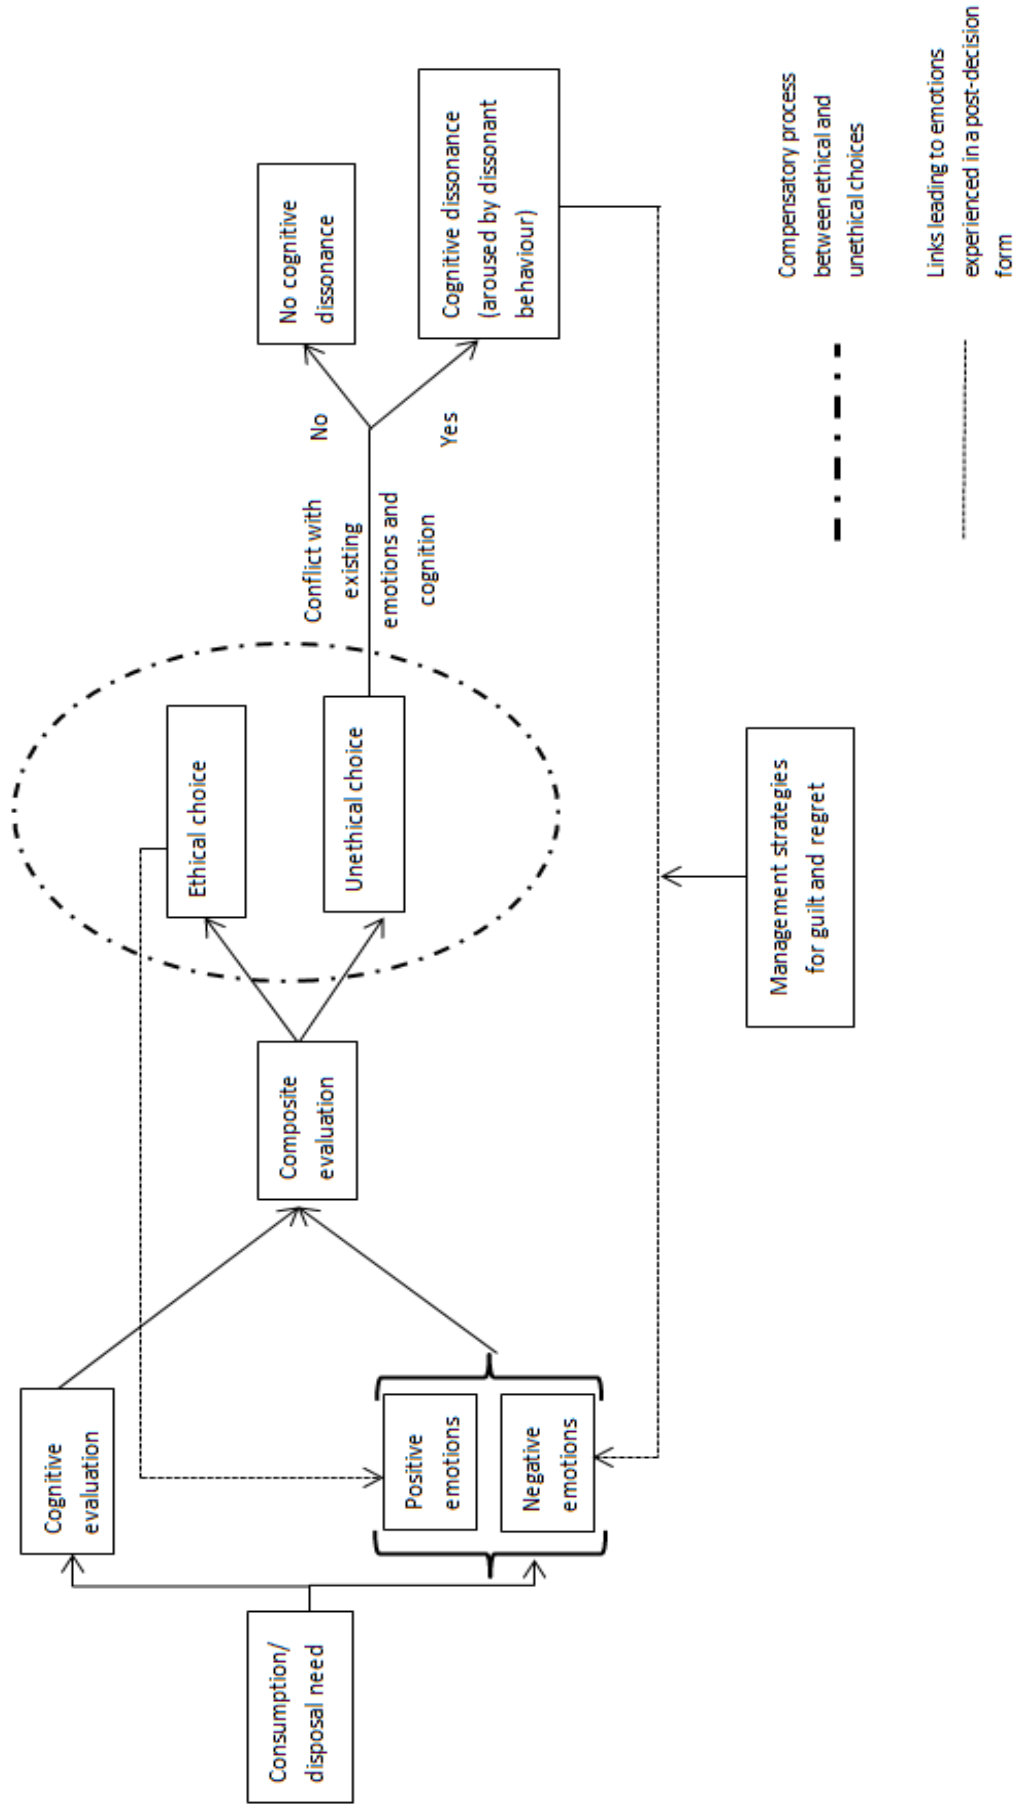 Consumption/
disposal need
Cognitive
evaluation
Positive
emotions
Negative
emotions
Composite
evaluation
Ethical choice
Unethical choice
Conflict with
existing
emotions and
cognition
No
Yes
No cognitive
dissonance
Cognitive dissonance
(aroused by dissonant
behaviour)
Management strategies
for guilt and regret
Compensatory process
between ethical and
unethical choices
Links leading to emotions
experienced in a post-decision
form